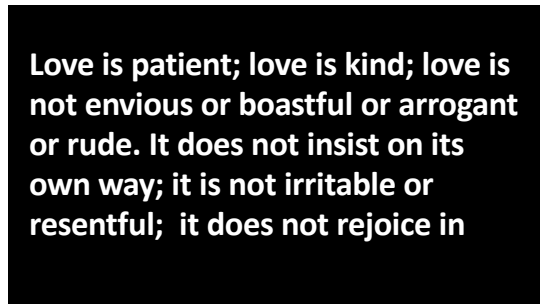 Love is patient; love is kind; love is
not envious or boastful or arrogant
or rude. It does not insist on its
own way; it is not irritable or
resentful;  it does not rejoice in